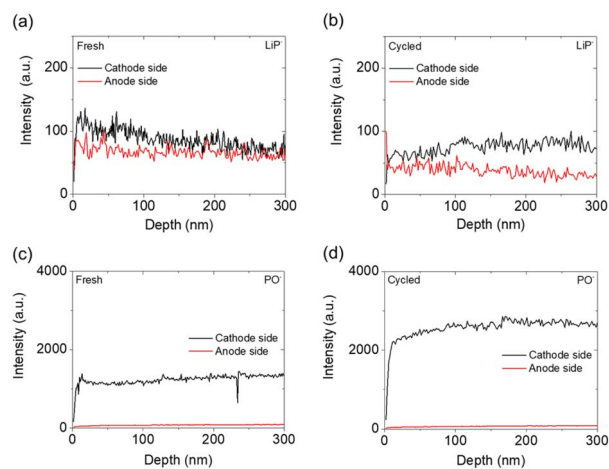 (a)
Fresh LiP⁻
Cathode side
Anode side
200
100
0
Intensity (a.u.)
0 100 200 300
Depth (nm)
(b)
Cycled LiP⁻
Cathode side
Anode side
200
100
0
Intensity (a.u.)
0 100 200 300
Depth (nm)
(c)
Fresh PO⁻
Cathode side
Anode side
4000
2000
0
Intensity (a.u.)
0 100 200 300
Depth (nm)
(d)
Cycled PO⁻
Cathode side
Anode side
4000
2000
0
Intensity (a.u.)
0 100 200 300
Depth (nm)